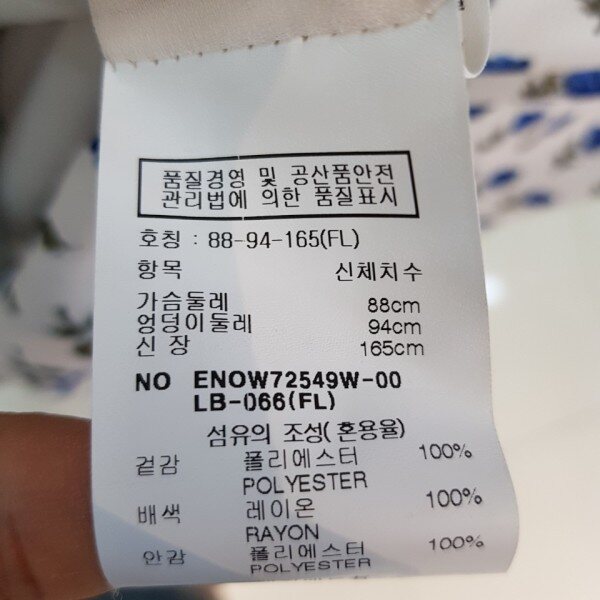 품질경영 및 공산품안전
관리법에 의한 품질표시
호칭 : 88-94-165(FL)
항목 신체치수
가슴둘레 88cm
엉덩이둘레 94cm
신 장 165cm
NO ENOW72549W-00
LB-066(FL)
섬유의 조성(혼용율)
겉감 폴리에스터 100%
POLYESTER
배색 레이온 100%
RAYON
안감 폴리에스터 100%
POLYESTER